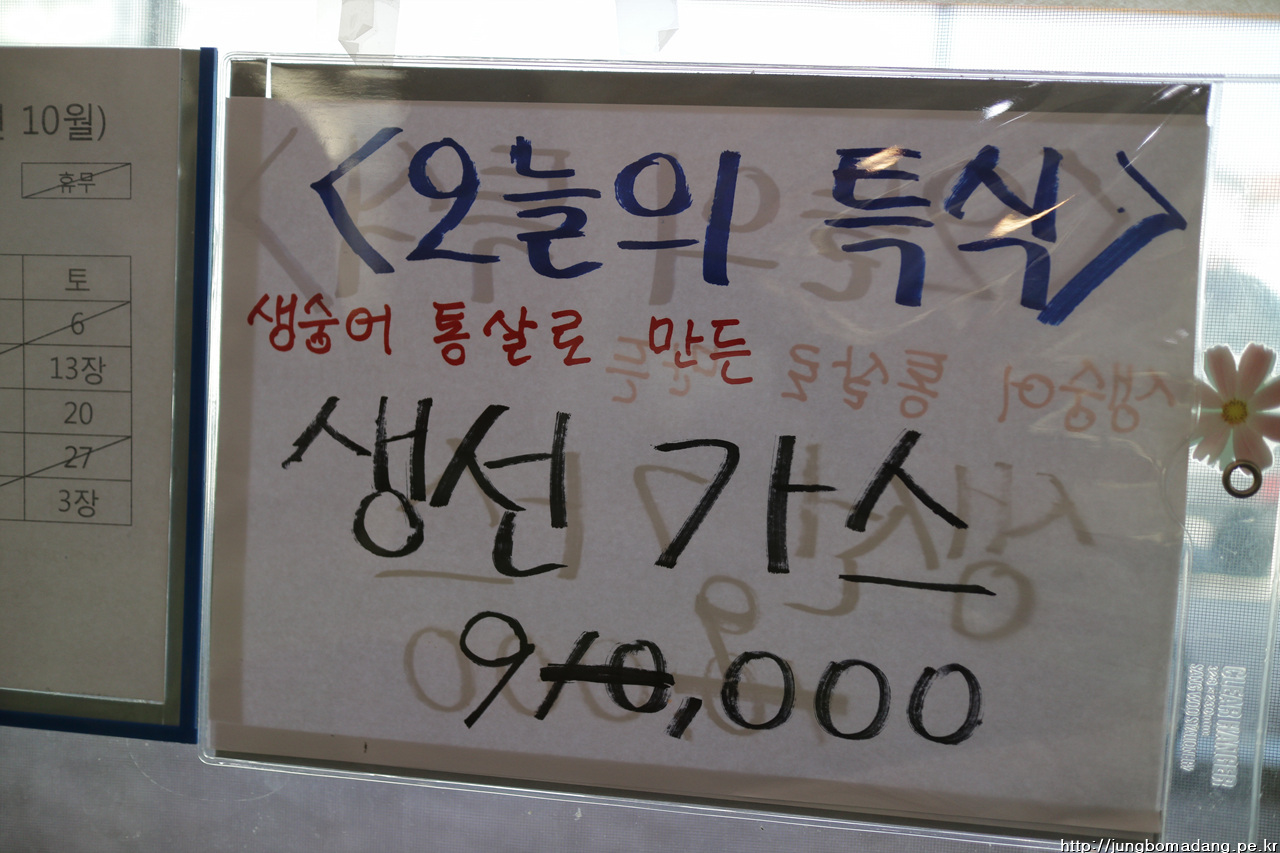 10월)
휴무
토
6
13장
20
27
3장
<오늘의 특식>
생숭어 통살로 만든
생선 가스
9 10,000
http://jungbomadang.pe.kr